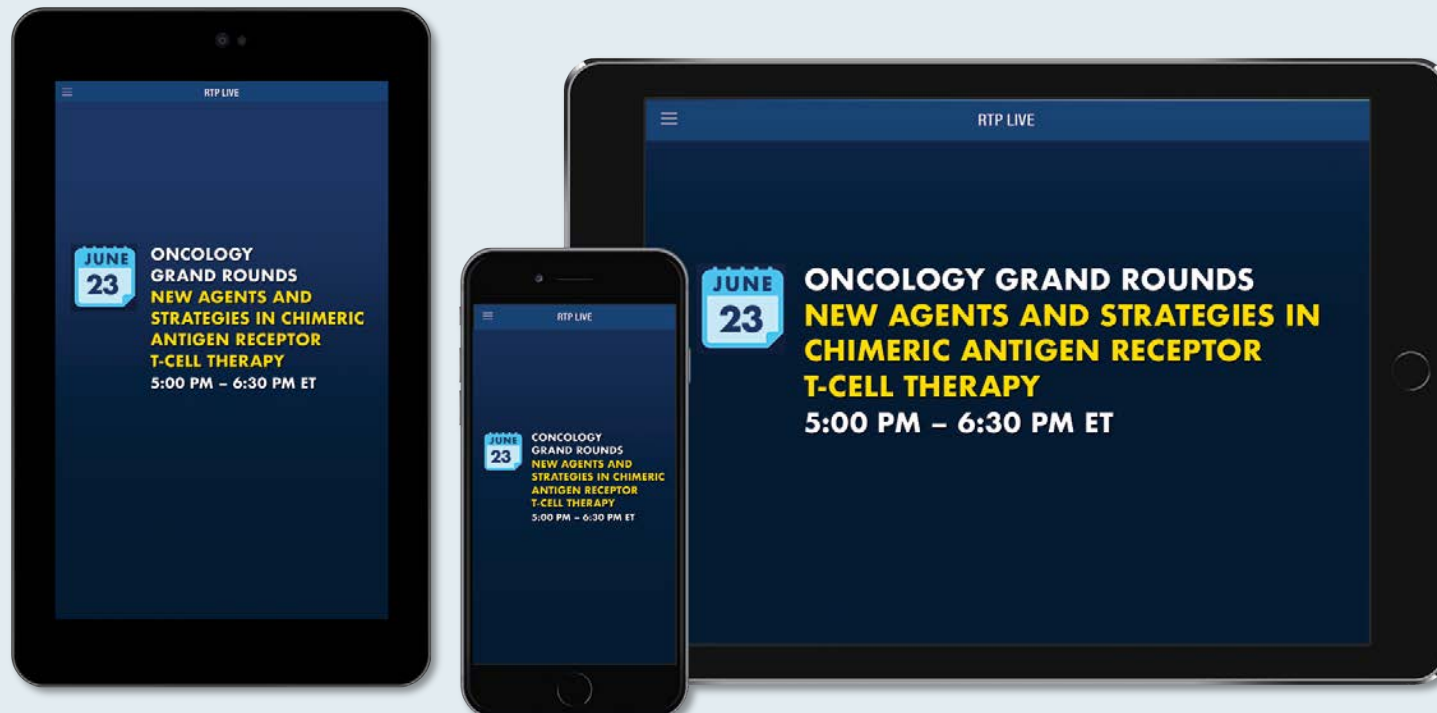 RTP LIVE
JUNE
23
ONCOLOGY
GRAND ROUNDS
NEW AGENTS AND
STRATEGIES IN CHIMERIC
ANTIGEN RECEPTOR
T-CELL THERAPY
5:00 PM – 6:30 PM ET
RTP LIVE
JUNE
23
CONCOLOGY
GRAND ROUNDS
NEW AGENTS AND
STRATEGIES IN CHIMERIC
ANTIGEN RECEPTOR
T-CELL THERAPY
5:00 PM – 6:30 PM ET
RTP LIVE
JUNE
23
ONCOLOGY GRAND ROUNDS
NEW AGENTS AND STRATEGIES IN
CHIMERIC ANTIGEN RECEPTOR
T-CELL THERAPY
5:00 PM – 6:30 PM ET